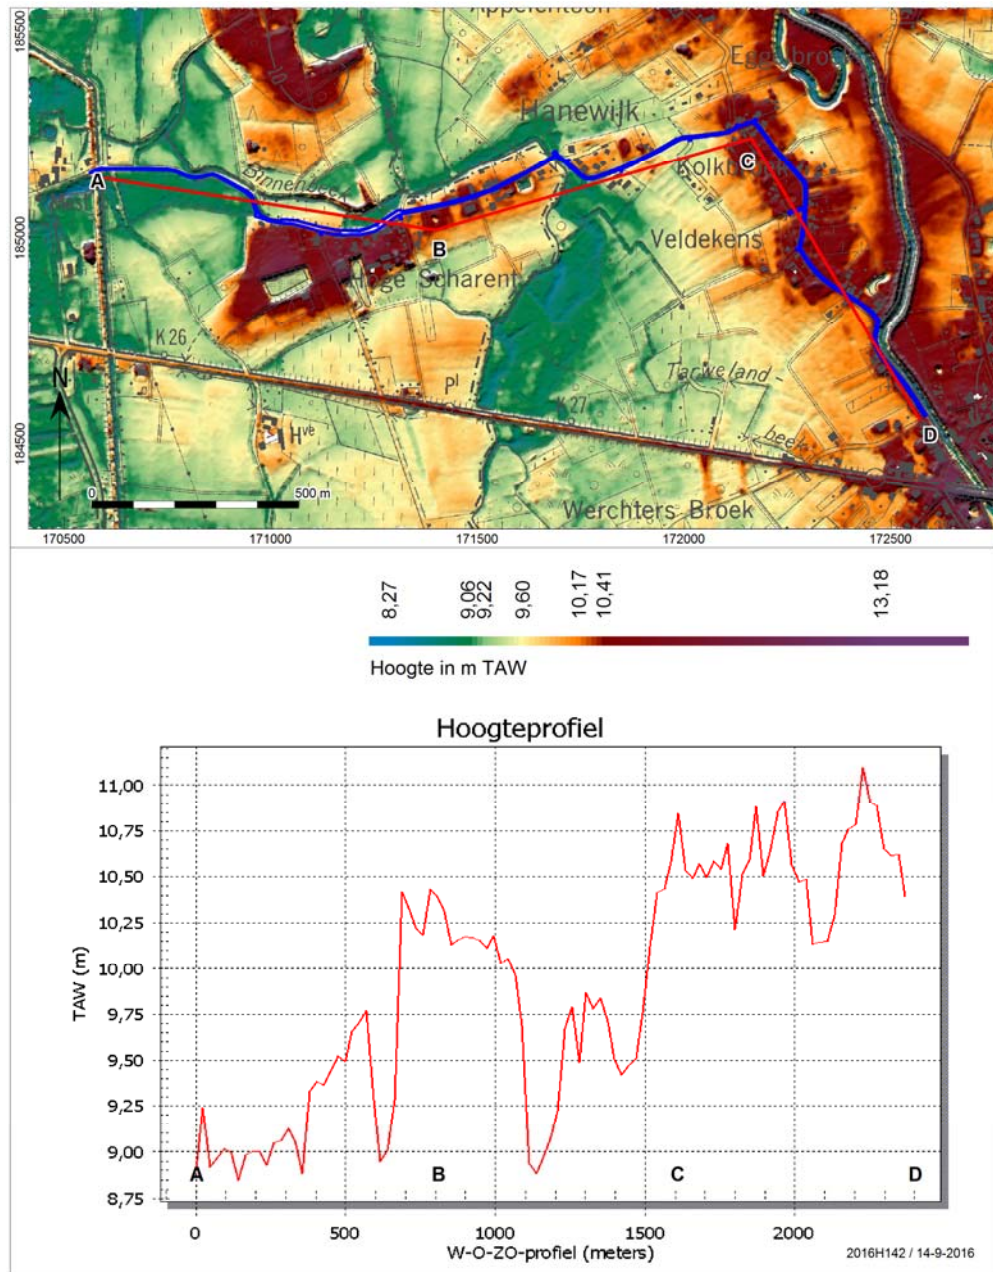 185500
185000
184500
Appelentoon
10
Eggelbroek
Hanewijk
A
Binnenbeek
B
C
Veldekens
Hoge Scharent
K 26
N
Pl
K27
Tarweland-
beek
Hve
D
0
500 m
Werchters Broek
170500
171000
171500
172000
172500
8,27
9,06
9,22
9,60
10,17
10,41
13,18
Hoogte in m TAW
Hoogteprofiel
TAW (m)
11,00
10,75
10,50
10,25
10,00
9,75
9,50
9,25
9,00
8,75
A
B
C
D
0
500
1000
1500
2000
W-O-ZO-profiel (meters)
2016H142 / 14-9-2016